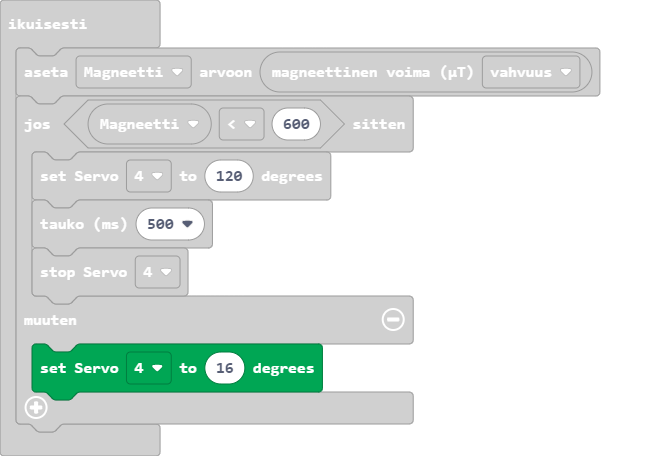 ikuisesti
aseta Magneetti arvoon magneettinen voima (µT) vahvuus
jos Magneetti < 600 sitten
set Servo 4 to 120 degrees
tauko (ms) 500
stop Servo 4
muuten
set Servo 4 to 16 degrees